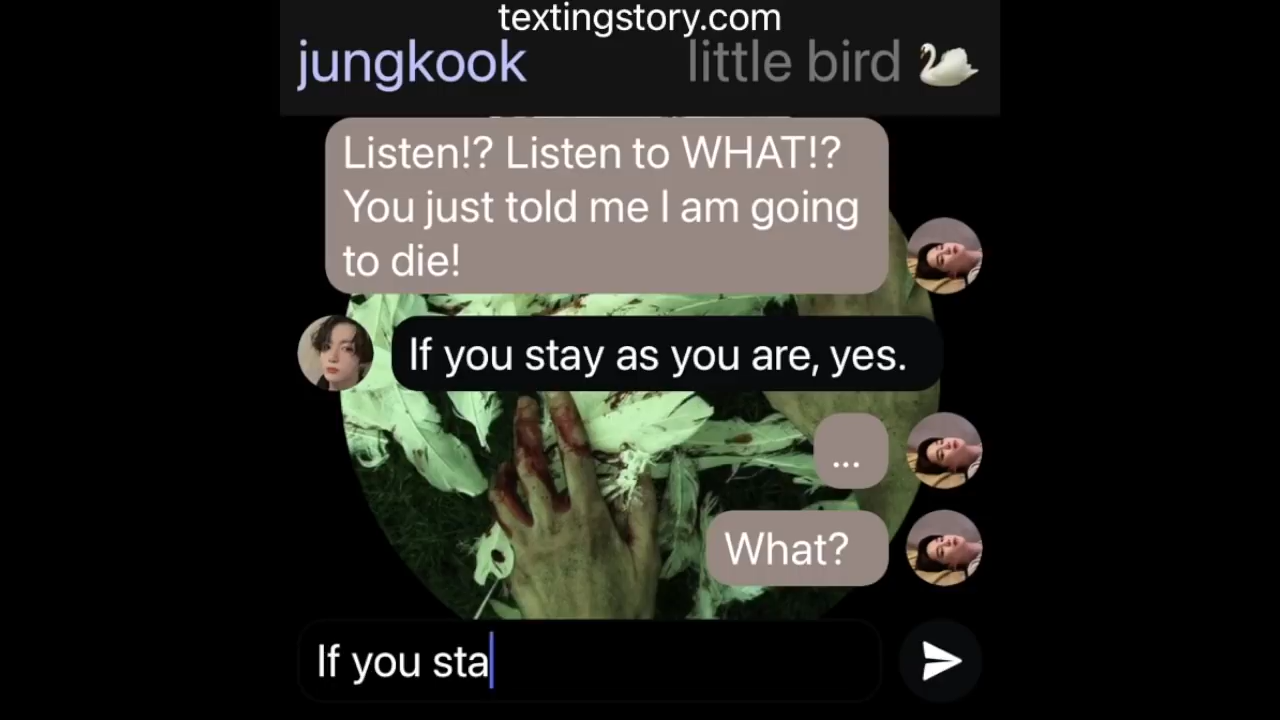 textingstory.com
jungkook
little bird 🦢
Listen!? Listen to WHAT!?
You just told me I am going
to die!
If you stay as you are, yes.
...
What?
If you sta